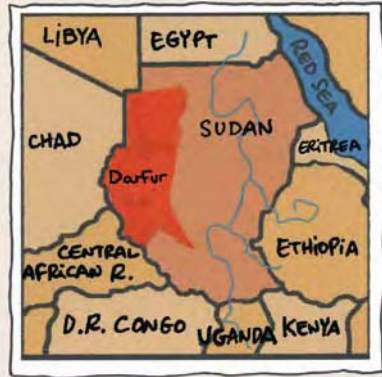 LIBYA
EGYPT
RED SEA
CHAD
SUDAN
ERITREA
Darfur
CENTRAL
AFRICAN R.
ETHIOPIA
D.R. CONGO
UGANDA
KENYA